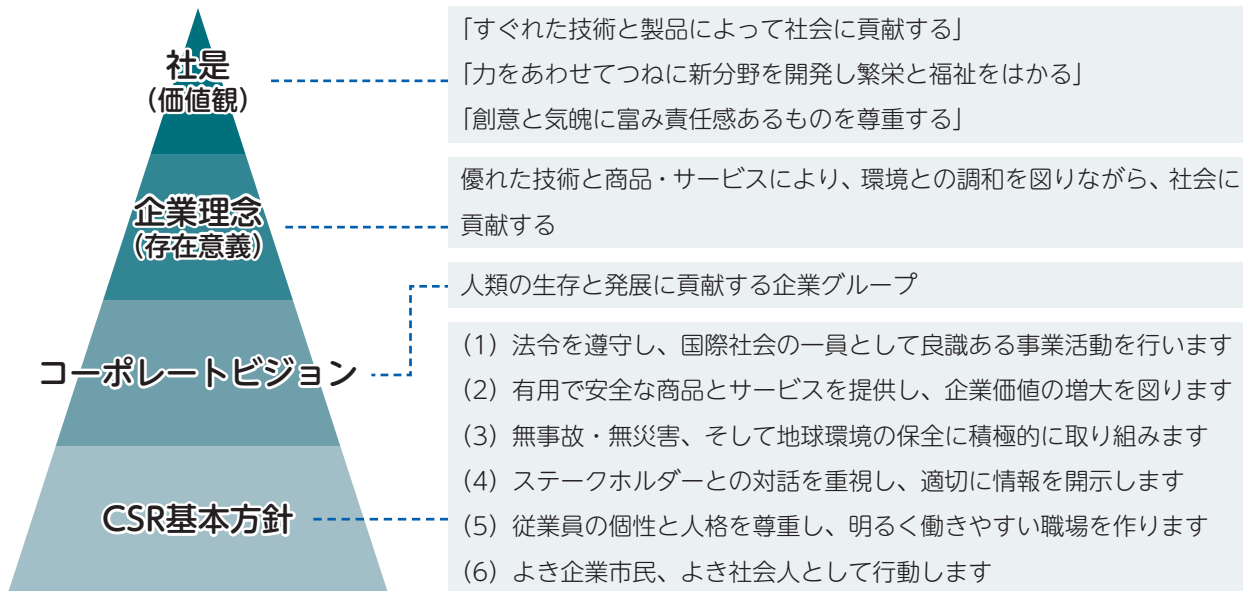 社是
(価値観)
「すぐれた技術と製品によって社会に貢献する」
「力をあわせてつねに新分野を開発し繁栄と福祉をはかる」
「創意と気魄に富み責任感あるものを尊重する」
企業理念
(存在意義)
優れた技術と商品・サービスにより、環境との調和を図りながら、社会に
貢献する
コーポレートビジョン
人類の生存と発展に貢献する企業グループ
CSR基本方針
(1) 法令を遵守し、国際社会の一員として良識ある事業活動を行います
(2) 有用で安全な商品とサービスを提供し、企業価値の増大を図ります
(3) 無事故・無災害、そして地球環境の保全に積極的に取り組みます
(4) ステークホルダーとの対話を重視し、適切に情報を開示します
(5) 従業員の個性と人格を尊重し、明るく働きやすい職場を作ります
(6) よき企業市民、よき社会人として行動します